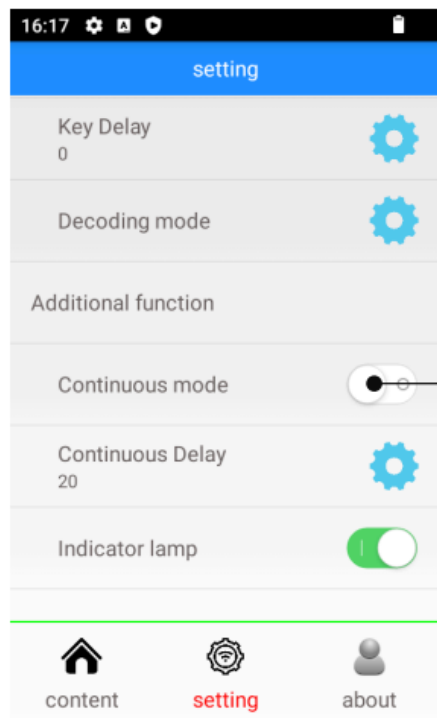 16:17
setting
Key Delay
0
Decoding mode
Additional function
Continuous mode
Continuous Delay
20
Indicator lamp
content setting about